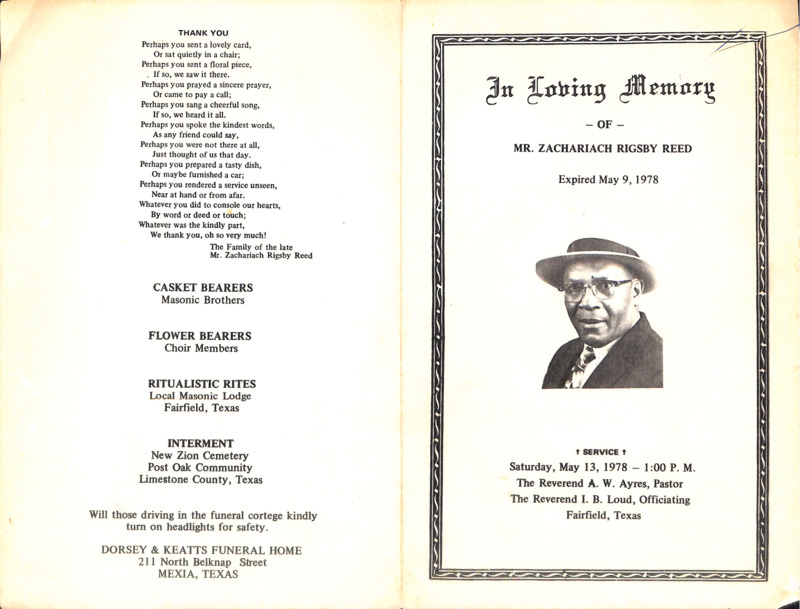 THANK YOU
Perhaps you sent a lovely card,
Or sat quietly in a chair;
Perhaps you sent a floral piece,
If so, we saw it there.
Perhaps you prayed a sincere prayer,
Or came to pay a call;
Perhaps you sang a cheerful song,
If so, we heard it all.
Perhaps you spoke the kindest words,
As any friend could say,
Perhaps you were not there at all,
Just thought of us that day.
Perhaps you prepared a tasty dish,
Or maybe furnished a car;
Perhaps you rendered a service unseen,
Near at hand or from afar.
Whatever you did to console our hearts,
By word or deed or touch;
Whatever was the kindly part,
We thank you, oh so very much!
The Family of the late
Mr. Zachariach Rigsby Reed
CASKET BEARERS
Masonic Brothers
FLOWER BEARERS
Choir Members
RITUALISTIC RITES
Local Masonic Lodge
Fairfield, Texas
INTERMENT
New Zion Cemetery
Post Oak Community
Limestone County, Texas
Will those driving in the funeral cortege kindly
turn on headlights for safety.
DORSEY & KEATTS FUNERAL HOME
211 North Belknap Street
MEXIA, TEXAS
In Loving Memory
– OF –
MR. ZACHARIACH RIGSBY REED
Expired May 9, 1978
† SERVICE †
Saturday, May 13, 1978 – 1:00 P. M.
The Reverend A. W. Ayres, Pastor
The Reverend I. B. Loud, Officiating
Fairfield, Texas